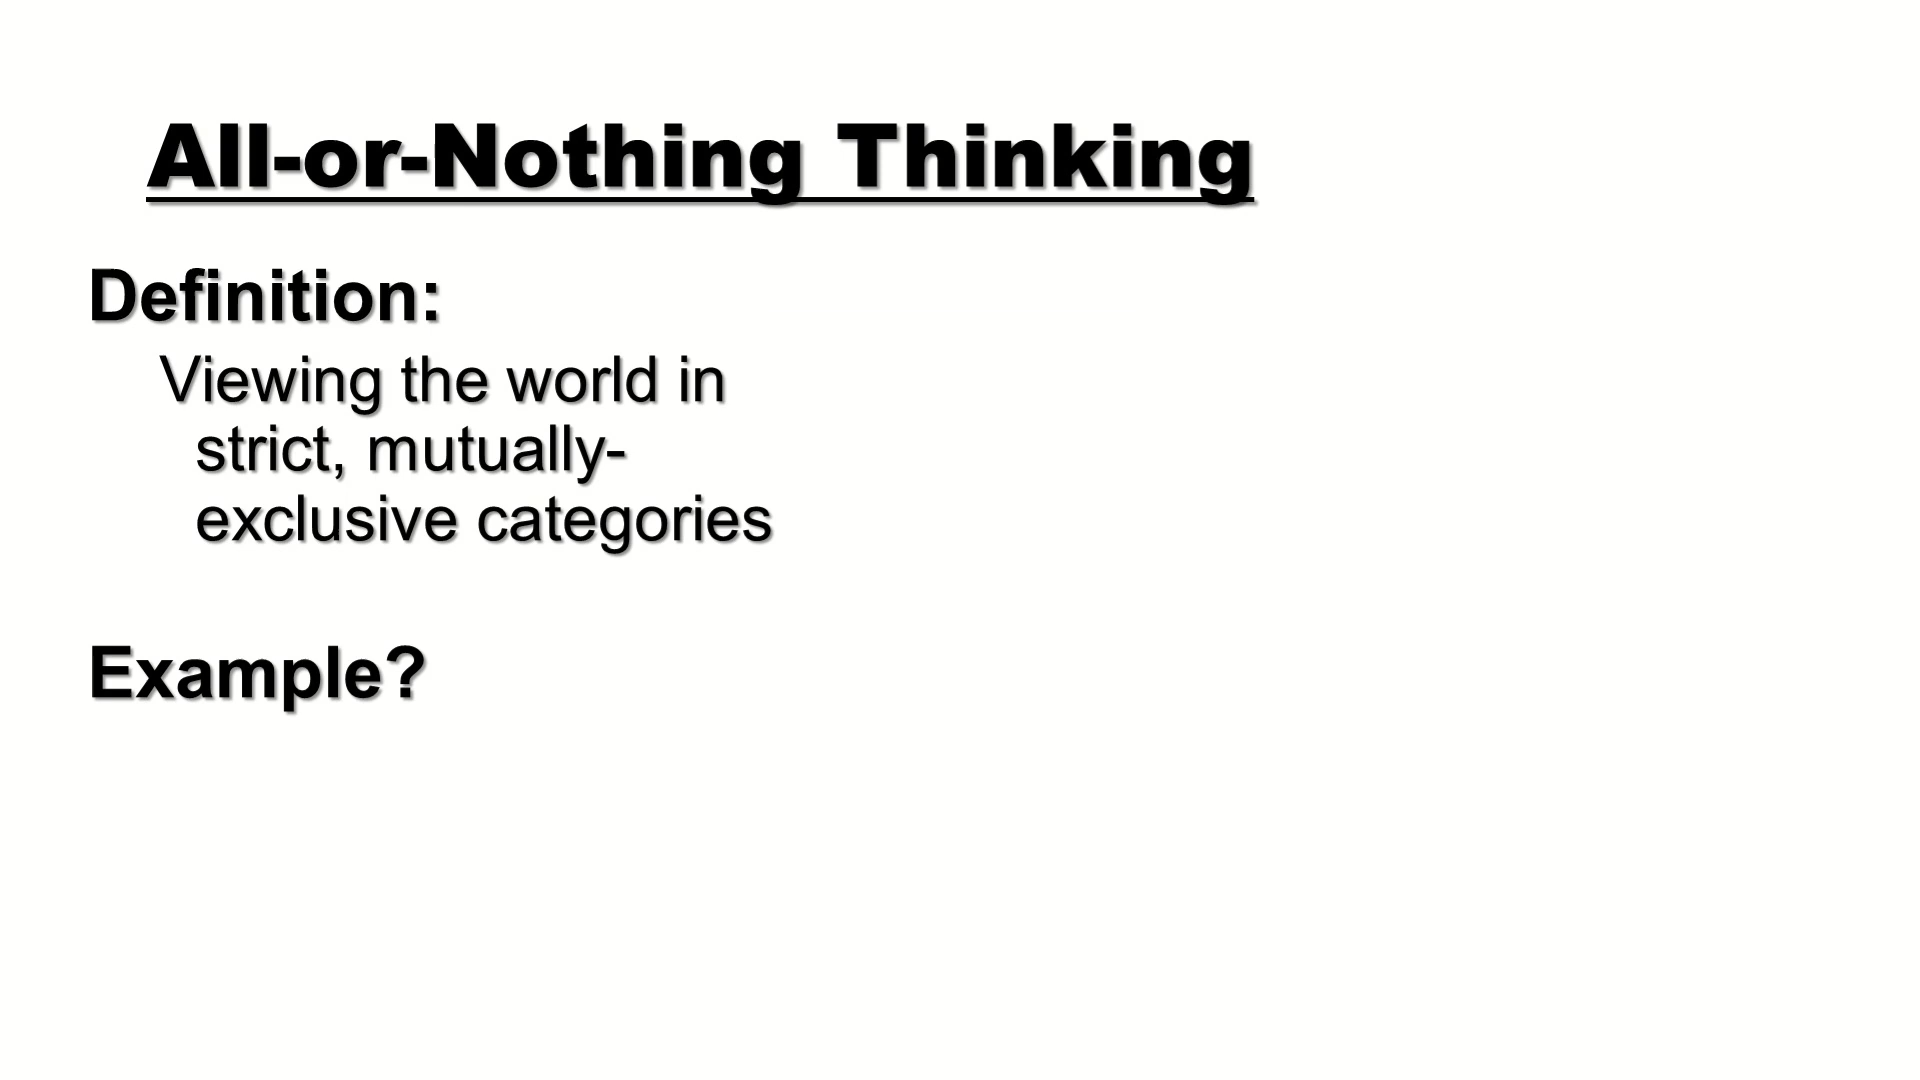 All-or-Nothing Thinking
Definition:
Viewing the world in
strict, mutually-
exclusive categories
Example?